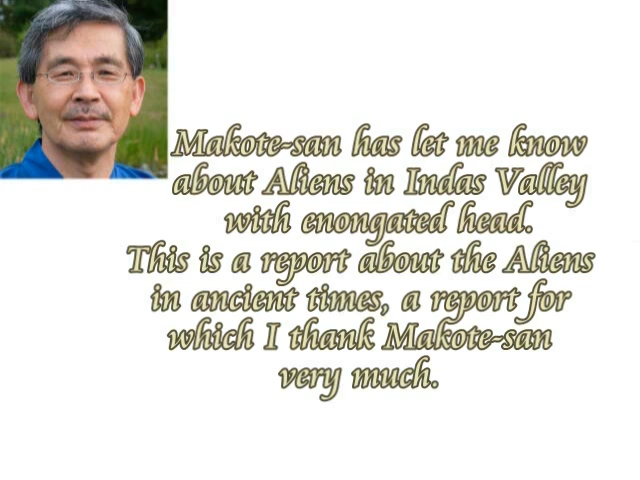 Makote-san has let me know
about Aliens in Indas Valley
with enongated head.
This is a report about the Aliens
in ancient times, a report for
which I thank Makote-san
very much.